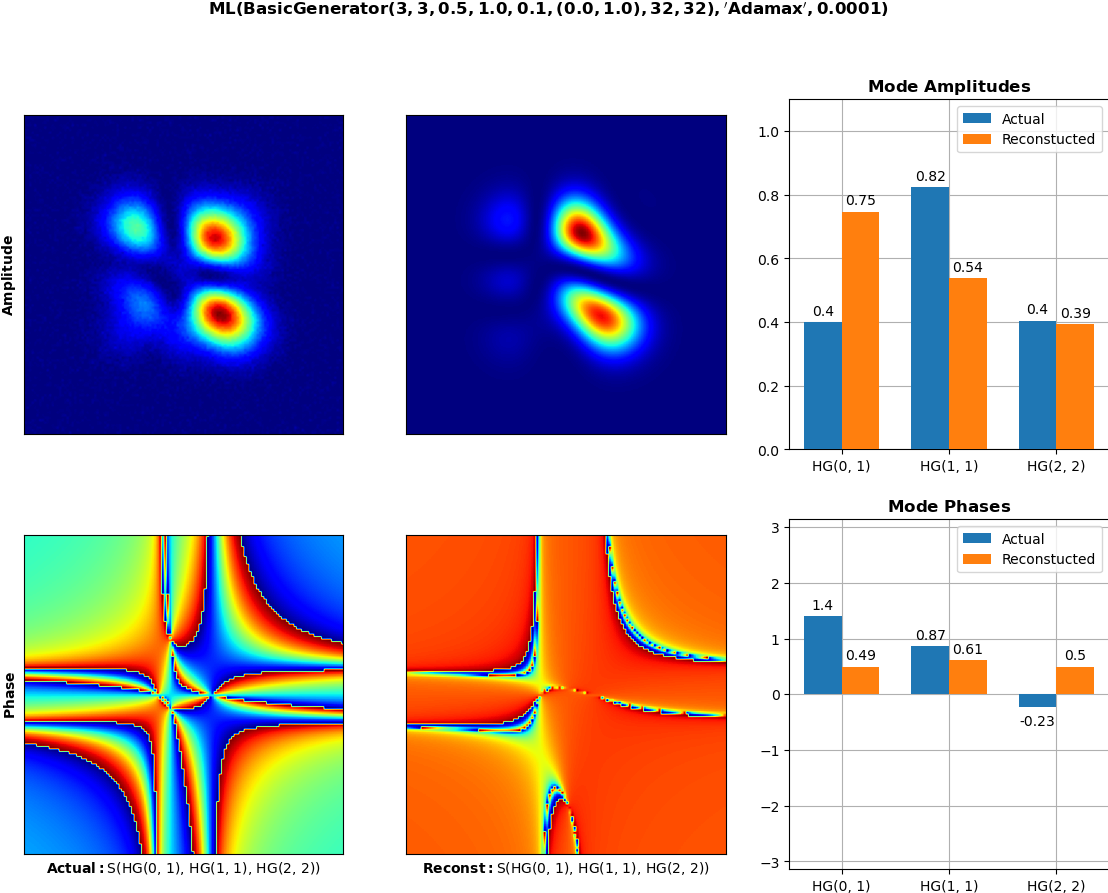 ML(BasicGenerator(3, 3, 0.5, 1.0, 0.1, (0.0, 1.0), 32, 32), 'Adamax', 0.0001)
Amplitude
Mode Amplitudes
Actual
Reconstucted
1.0
0.8
0.6
0.4
0.2
0.0
0.4
0.75
0.82
0.54
0.4
0.39
HG(0, 1)
HG(1, 1)
HG(2, 2)
Phase
Actual: S(HG(0, 1), HG(1, 1), HG(2, 2))
Reconst: S(HG(0, 1), HG(1, 1), HG(2, 2))
Mode Phases
Actual
Reconstucted
3
2
1
0
−1
−2
−3
1.4
0.49
0.87
0.61
-0.23
0.5
HG(0, 1)
HG(1, 1)
HG(2, 2)